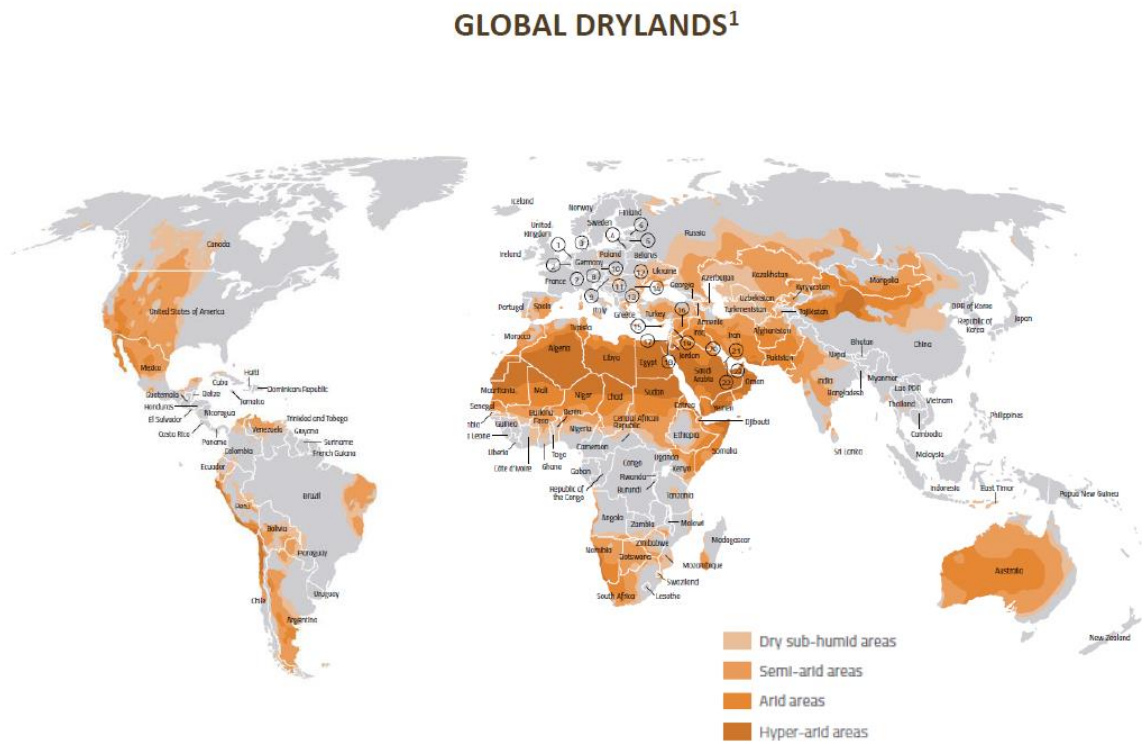 GLOBAL DRYLANDS¹
Iceland
Norway
Finland
Sweden
United
Kingdom
Ireland
Russia
Canada
Poland
Belarus
Germany
Ukraine
France
Kazakhstan
Mongolia
Georgia
Azerbaijan
Kyrgyzstan
Uzbekistan
Turkmenistan
Tajikistan
DPR of Korea
Republic of
Korea
Japan
Italy
Portugal
Spain
Greece
Turkey
Armenia
United States of America
Tunisia
Morocco
Iraq
Iran
Afghanistan
China
Algeria
Libya
Egypt
Jordan
Pakistan
Bhutan
Nepal
Mexico
Haiti
Cuba
Dominican Republic
Saudi
Arabia
Oman
India
Myanmar
Lao PDR
Bangladesh
Vietnam
Guatemala
Belize
Jamaica
Mauritania
Mali
Niger
Chad
Sudan
Eritrea
Yemen
Thailand
Philippines
Honduras
El Salvador
Nicaragua
Trinidad and Tobago
Senegal
Burkina
Faso
Benin
Djibouti
Costa Rica
Panama
Venezuela
Guyana
Suriname
French Guiana
Guinea
Nigeria
Central African
Republic
Ethiopia
Cambodia
Colombia
Liberia
Togo
Ghana
Côte d'Ivoire
Cameroon
Somalia
Sri Lanka
Malaysia
Ecuador
Uganda
Kenya
Congo
Gabon
Rwanda
Burundi
Republic of
the Congo
Tanzania
Indonesia
East Timor
Papua New Guinea
Brazil
Peru
Angola
Zambia
Malawi
Bolivia
Madagascar
Paraguay
Namibia
Zimbabwe
Botswana
Mozambique
Australia
Swaziland
South Africa
Lesotho
Chile
Uruguay
Argentina
New Zealand
Dry sub-humid areas
Semi-arid areas
Arid areas
Hyper-arid areas